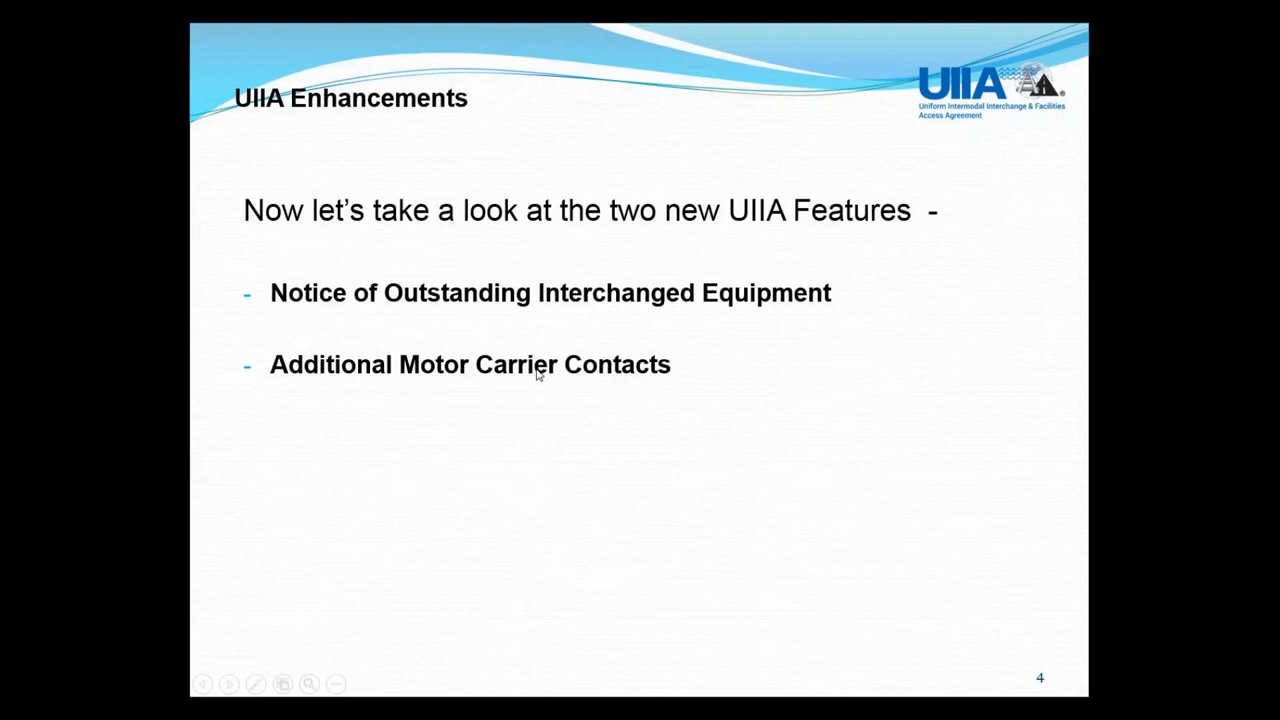 UIIA Enhancements
UIIA®
Uniform Intermodal Interchange & Facilities
Access Agreement
Now let's take a look at the two new UIIA Features -
- Notice of Outstanding Interchanged Equipment
- Additional Motor Carrier Contacts
4